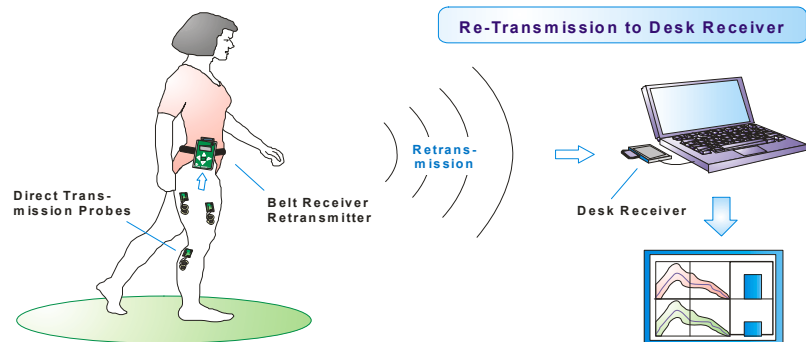 Re-Transmission to Desk Receiver
Retrans-
mission
Direct Trans-
mission Probes
Belt Receiver
Retransmitter
Desk Receiver